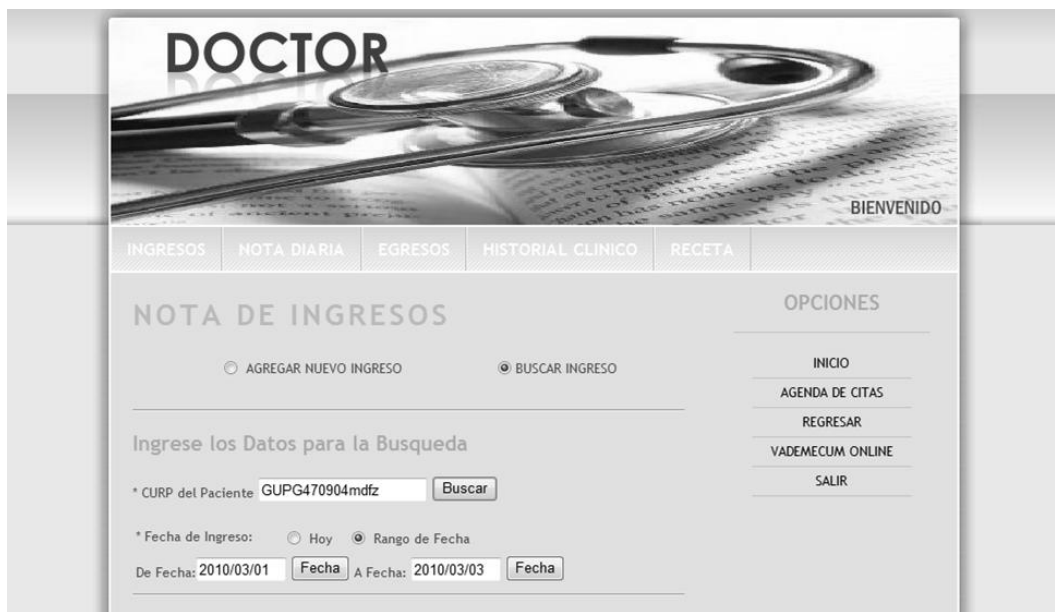 DOCTOR
BIENVENIDO
INGRESOS NOTA DIARIA EGRESOS HISTORIAL CLINICO RECETA
NOTA DE INGRESOS
AGREGAR NUEVO INGRESO BUSCAR INGRESO
Ingrese los Datos para la Busqueda
* CURP del Paciente GUPG470904mdfz Buscar
* Fecha de Ingreso: Hoy Rango de Fecha
De Fecha: 2010/03/01 Fecha A Fecha: 2010/03/03 Fecha
OPCIONES
INICIO
AGENDA DE CITAS
REGRESAR
VADEMECUM ONLINE
SALIR